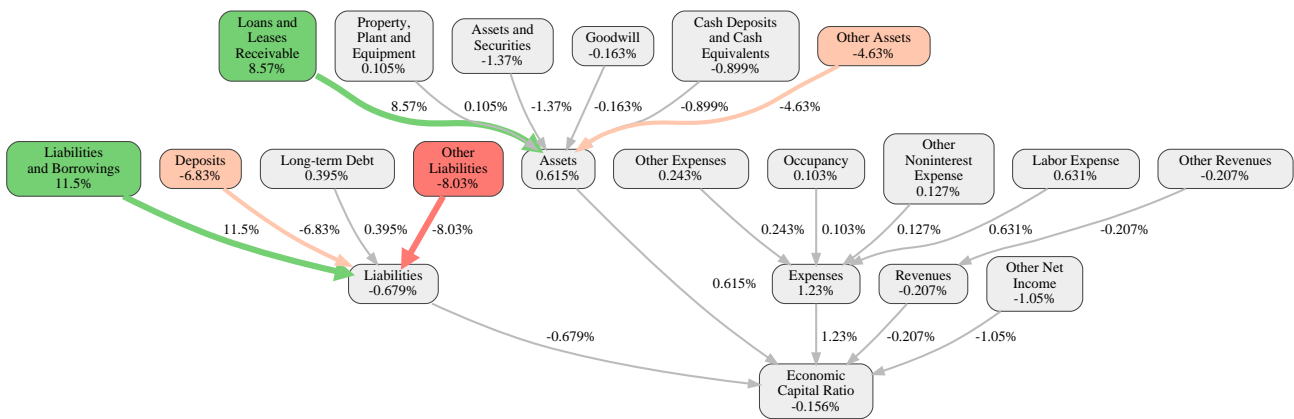 Loans and
Leases
Receivable
8.57%
Property,
Plant and
Equipment
0.105%
Assets and
Securities
-1.37%
Goodwill
-0.163%
Cash Deposits
and Cash
Equivalents
-0.899%
Other Assets
-4.63%
8.57%
0.105%
-1.37%
-0.163%
-0.899%
-4.63%
Liabilities
and Borrowings
11.5%
Deposits
-6.83%
Long-term Debt
0.395%
Other
Liabilities
-8.03%
Assets
0.615%
Other Expenses
0.243%
Occupancy
0.103%
Other
Noninterest
Expense
0.127%
Labor Expense
0.631%
Other Revenues
-0.207%
11.5%
-6.83%
0.395%
-8.03%
0.243%
0.103%
0.127%
0.631%
-0.207%
Liabilities
-0.679%
0.615%
Expenses
1.23%
Revenues
-0.207%
Other Net
Income
-1.05%
-0.679%
1.23%
-0.207%
-1.05%
Economic
Capital Ratio
-0.156%